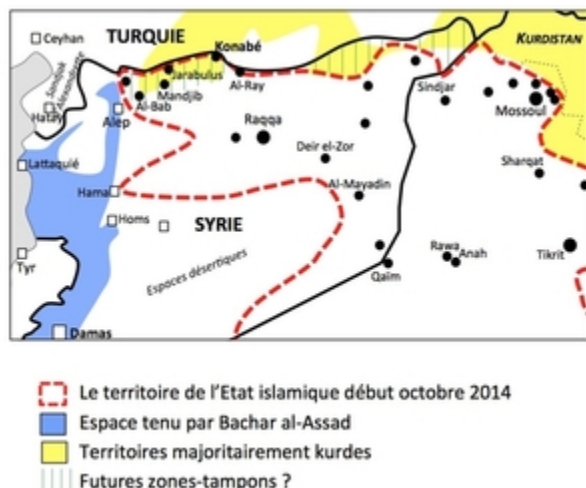 Ceyhan
TURQUIE
Konabé
KURDISTAN
Sandjak
Alexandrette
Jarabulus
Al-Ray
Sindjar
Hatay
Mandjib
Al-Bab
Mossoul
Alep
Raqqa
Lattaquié
Deir el-Zor
Sharqat
Hama
Al-Mayadin
Homs
SYRIE
Espaces désertiques
Rawa
Anah
Tikrit
Tyr
Qaïm
Damas
Le territoire de l'Etat islamique début octobre 2014
Espace tenu par Bachar al-Assad
Territoires majoritairement kurdes
Futures zones-tampons ?